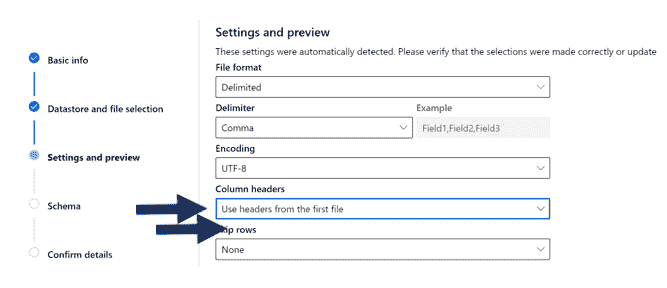 Settings and preview
These settings were automatically detected. Please verify that the selections were made correctly or update
Basic info
Datastore and file selection
Settings and preview
Schema
Confirm details
File format
Delimited
Delimiter
Example
Comma
Field1,Field2,Field3
Encoding
UTF-8
Column headers
Use headers from the first file
ip rows
None